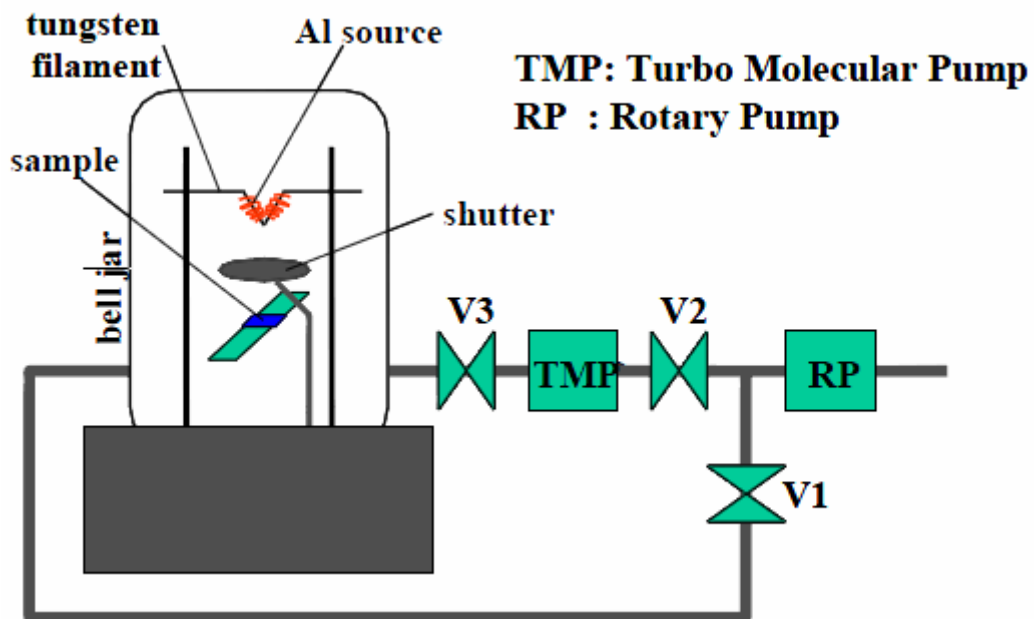 tungsten
filament
Al source
TMP: Turbo Molecular Pump
RP : Rotary Pump
sample
shutter
bell jar
V3
V2
TMP
RP
V1